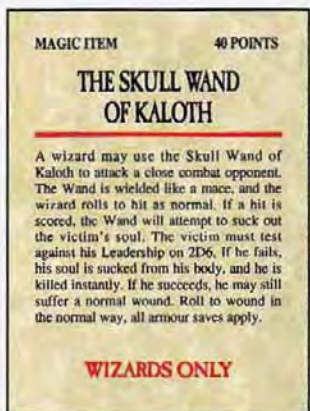 MAGIC ITEM 40 POINTS
THE SKULL WAND
OF KALOTH
A wizard may use the Skull Wand of
Kaloth to attack a close combat opponent.
The Wand is wielded like a mace, and the
wizard rolls to hit as normal. If a hit is
scored, the Wand will attempt to suck out
the victim's soul. The victim must test
against his Leadership on 2D6. If he fails,
his soul is sucked from his body, and he is
killed instantly. If he succeeds, he may still
suffer a normal wound. Roll to wound in
the normal way, all armour saves apply.
WIZARDS ONLY